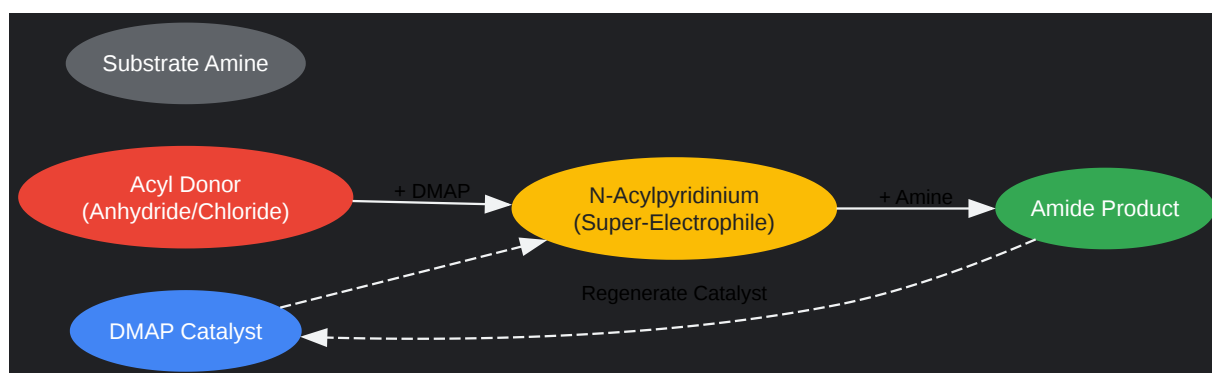 Substrate Amine
Acyl Donor
(Anhydride/Chloride)
+ DMAP
N-Acylpyridinium
(Super-Electrophile)
+ Amine
Amide Product
Regenerate Catalyst
DMAP Catalyst